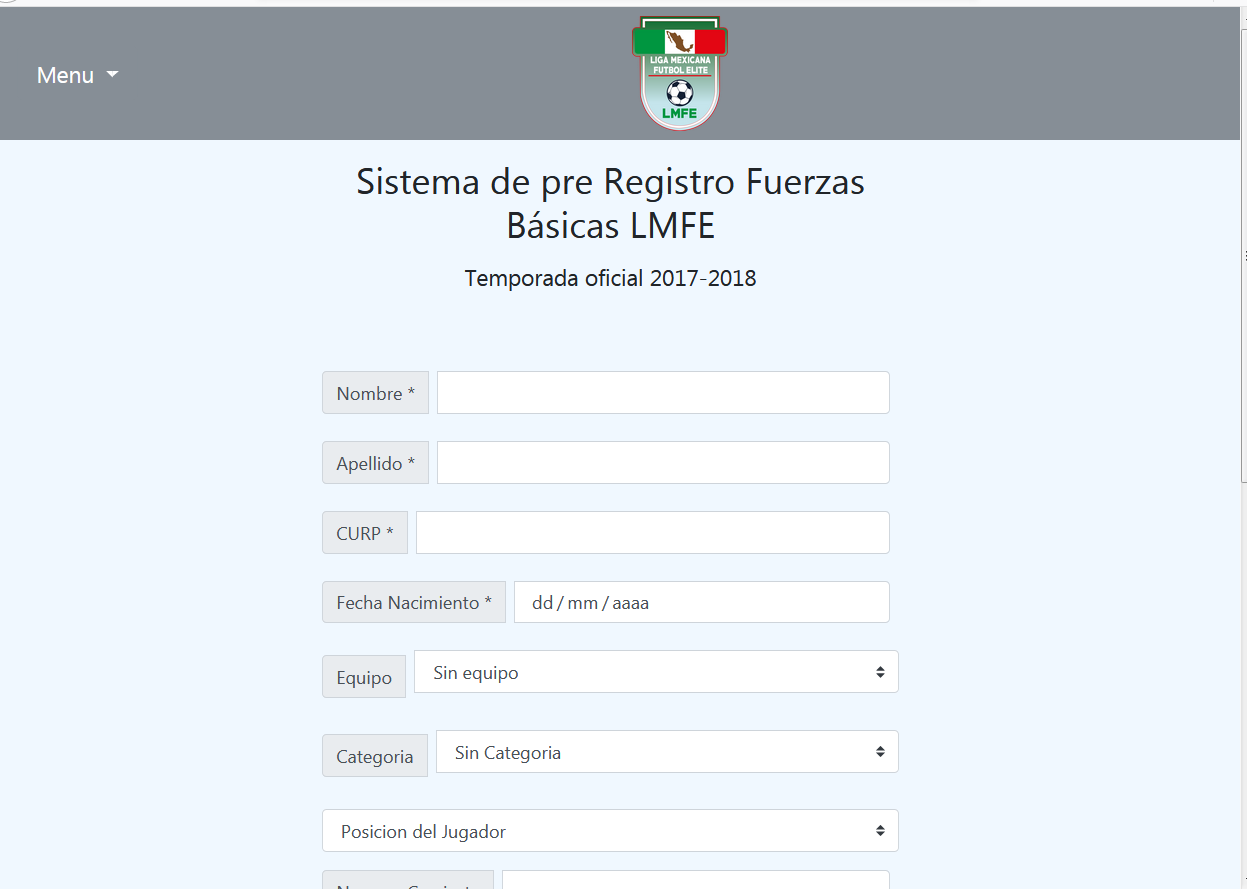 Menu
LIGA MEXICANA
FUTBOL ELITE
LMFE
Sistema de pre Registro Fuerzas
Básicas LMFE
Temporada oficial 2017-2018
Nombre *
Apellido *
CURP *
Fecha Nacimiento * dd / mm / aaaa
Equipo Sin equipo
Categoria Sin Categoria
Posicion del Jugador